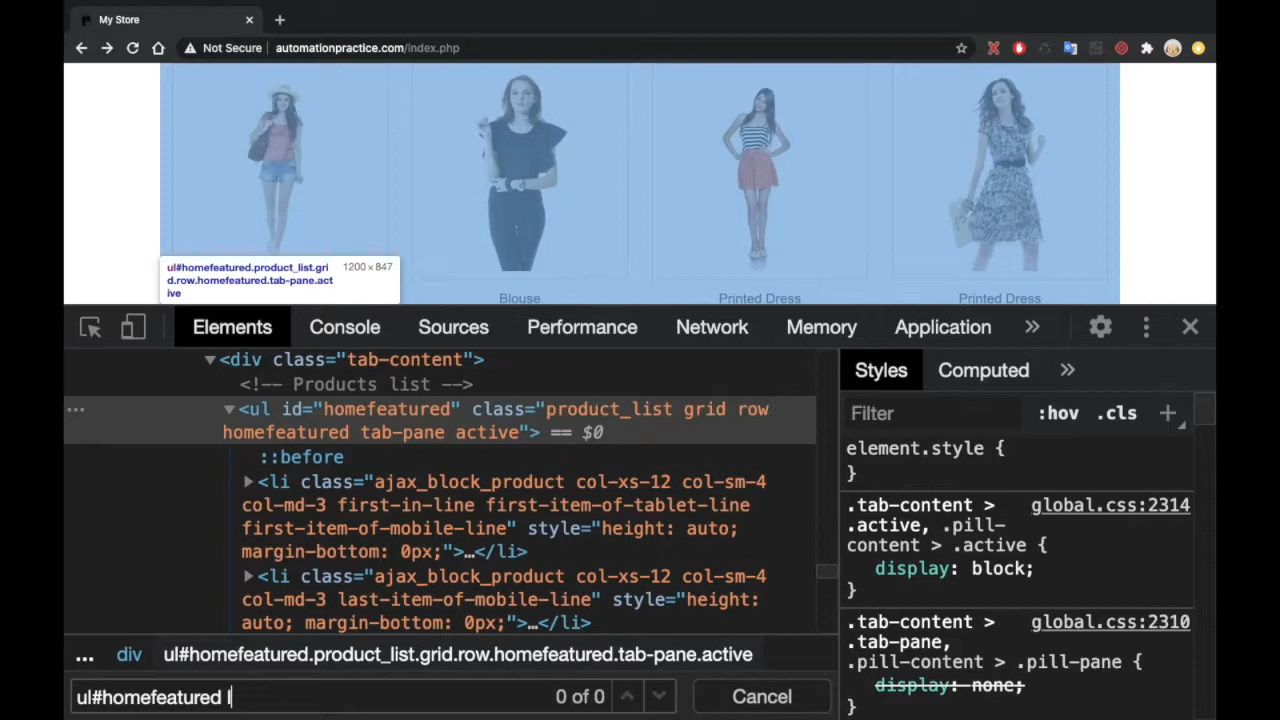 My Store
Not Secure automationpractice.com/index.php
ul#homefeatured.product_list.gri 1200 × 847
d.row.homefeatured.tab-pane.act
ive
Blouse Printed Dress Printed Dress
Elements Console Sources Performance Network Memory Application »
▼<div class="tab-content">
<!-- Products list -->
… ▼<ul id="homefeatured" class="product_list grid row
homefeatured tab-pane active"> == $0
::before
▶<li class="ajax_block_product col-xs-12 col-sm-4
col-md-3 first-in-line first-item-of-tablet-line
first-item-of-mobile-line" style="height: auto;
margin-bottom: 0px;">…</li>
▶<li class="ajax_block_product col-xs-12 col-sm-4
col-md-3 last-item-of-mobile-line" style="height:
auto; margin-bottom: 0px;">…</li>
... div ul#homefeatured.product_list.grid.row.homefeatured.tab-pane.active
ul#homefeatured l 0 of 0 Cancel
Styles Computed »
Filter :hov .cls +
element.style {
}
.tab-content > global.css:2314
.active, .pill-
content > .active {
display: block;
}
.tab-content > global.css:2310
.tab-pane,
.pill-content > .pill-pane {
display: none;
}